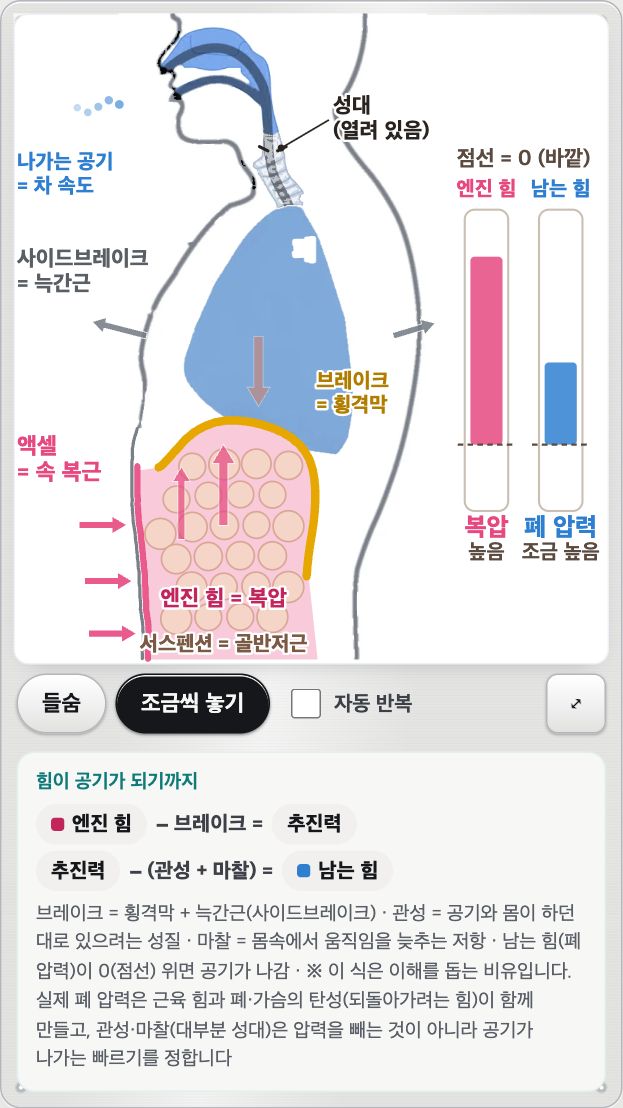 성대
(열려 있음)
나가는 공기
= 차 속도
점선 = 0 (바깥)
엔진 힘 남는 힘
사이드브레이크
= 늑간근
브레이크
= 횡격막
액셀
= 속 복근
복압 폐 압력
높음 조금 높음
엔진 힘 = 복압
서스펜션 = 골반저근
들숨 조금씩 놓기 자동 반복 ⤢
힘이 공기가 되기까지
엔진 힘 – 브레이크 = 추진력
추진력 – (관성 + 마찰) = 남는 힘
브레이크 = 횡격막 + 늑간근(사이드브레이크) · 관성 = 공기와 몸이 하던
대로 있으려는 성질 · 마찰 = 몸속에서 움직임을 늦추는 저항 · 남는 힘(폐
압력)이 0(점선) 위면 공기가 나감 · ※ 이 식은 이해를 돕는 비유입니다.
실제 폐 압력은 근육 힘과 폐·가슴의 탄성(되돌아가려는 힘)이 함께
만들고, 관성·마찰(대부분 성대)은 압력을 빼는 것이 아니라 공기가
나가는 빠르기를 정합니다